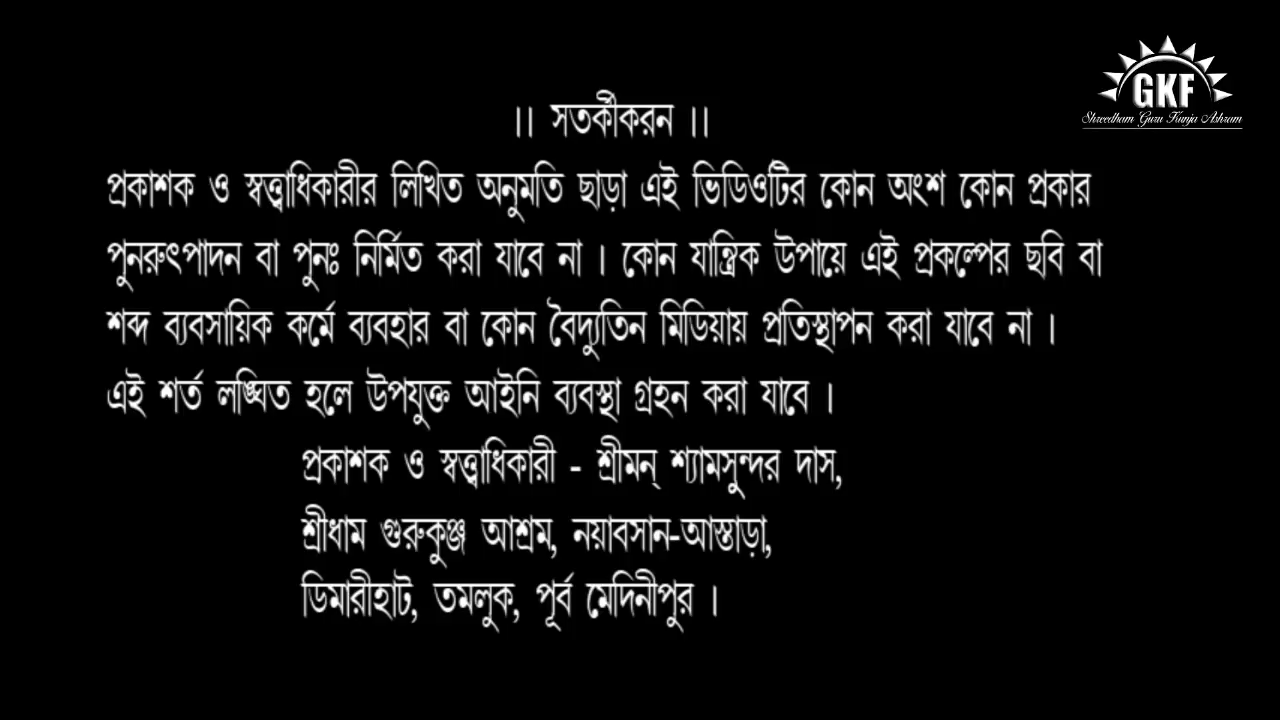 GKF
Shreedham Guru Kunja Ashram
।। সতর্কীকরন ।।
প্রকাশক ও স্বত্ত্বাধিকারীর লিখিত অনুমতি ছাড়া এই ভিডিওটির কোন অংশ কোন প্রকার
পুনরুৎপাদন বা পুনঃ নির্মিত করা যাবে না । কোন যান্ত্রিক উপায়ে এই প্রকল্পের ছবি বা
শব্দ ব্যবসায়িক কর্মে ব্যবহার বা কোন বৈদ্যুতিন মিডিয়ায় প্রতিস্থাপন করা যাবে না ।
এই শর্ত লঙ্ঘিত হলে উপযুক্ত আইনি ব্যবস্থা গ্রহন করা যাবে ।
প্রকাশক ও স্বত্ত্বাধিকারী - শ্রীমন্ শ্যামসুন্দর দাস,
শ্রীধাম গুরুকুঞ্জ আশ্রম, নয়াবসান-আস্তাড়া,
ডিমারীহাট, তমলুক, পূর্ব মেদিনীপুর ।